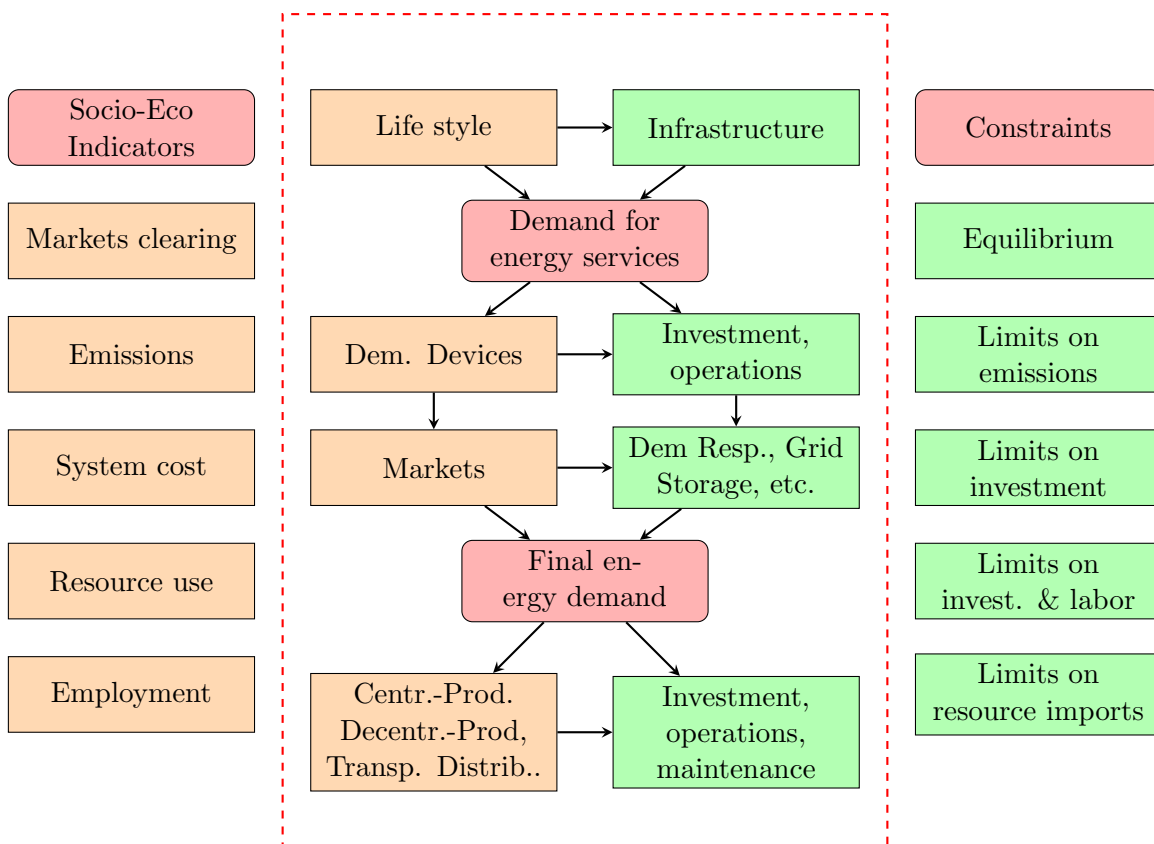 Socio-Eco
Indicators
Markets clearing
Emissions
System cost
Resource use
Employment
Life style
Infrastructure
Demand for
energy services
Dem. Devices
Investment,
operations
Markets
Dem Resp., Grid
Storage, etc.
Final en-
ergy demand
Centr.-Prod.
Decentr.-Prod,
Transp. Distrib..
Investment,
operations,
maintenance
Constraints
Equilibrium
Limits on
emissions
Limits on
investment
Limits on
invest. & labor
Limits on
resource imports